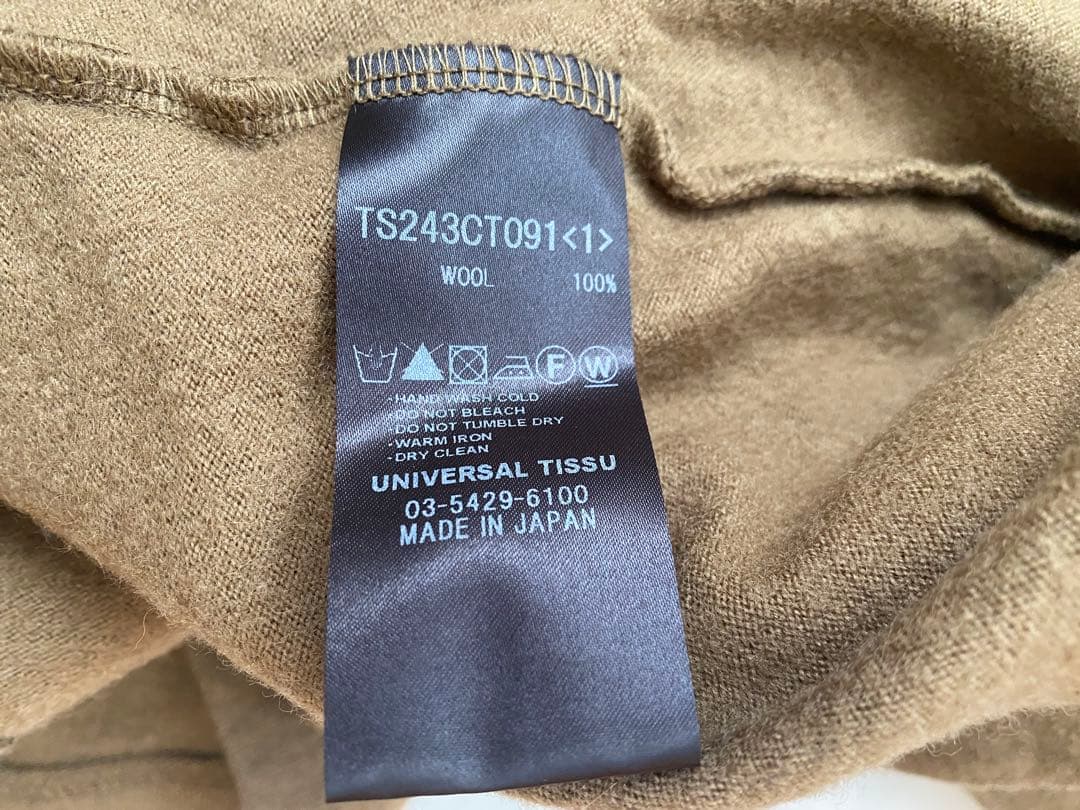 TS243CT091<1>
WOOL 100%
F W
·HAND WASH COLD
·DO NOT BLEACH
·DO NOT TUMBLE DRY
·WARM IRON
·DRY CLEAN
UNIVERSAL TISSU
03-5429-6100
MADE IN JAPAN